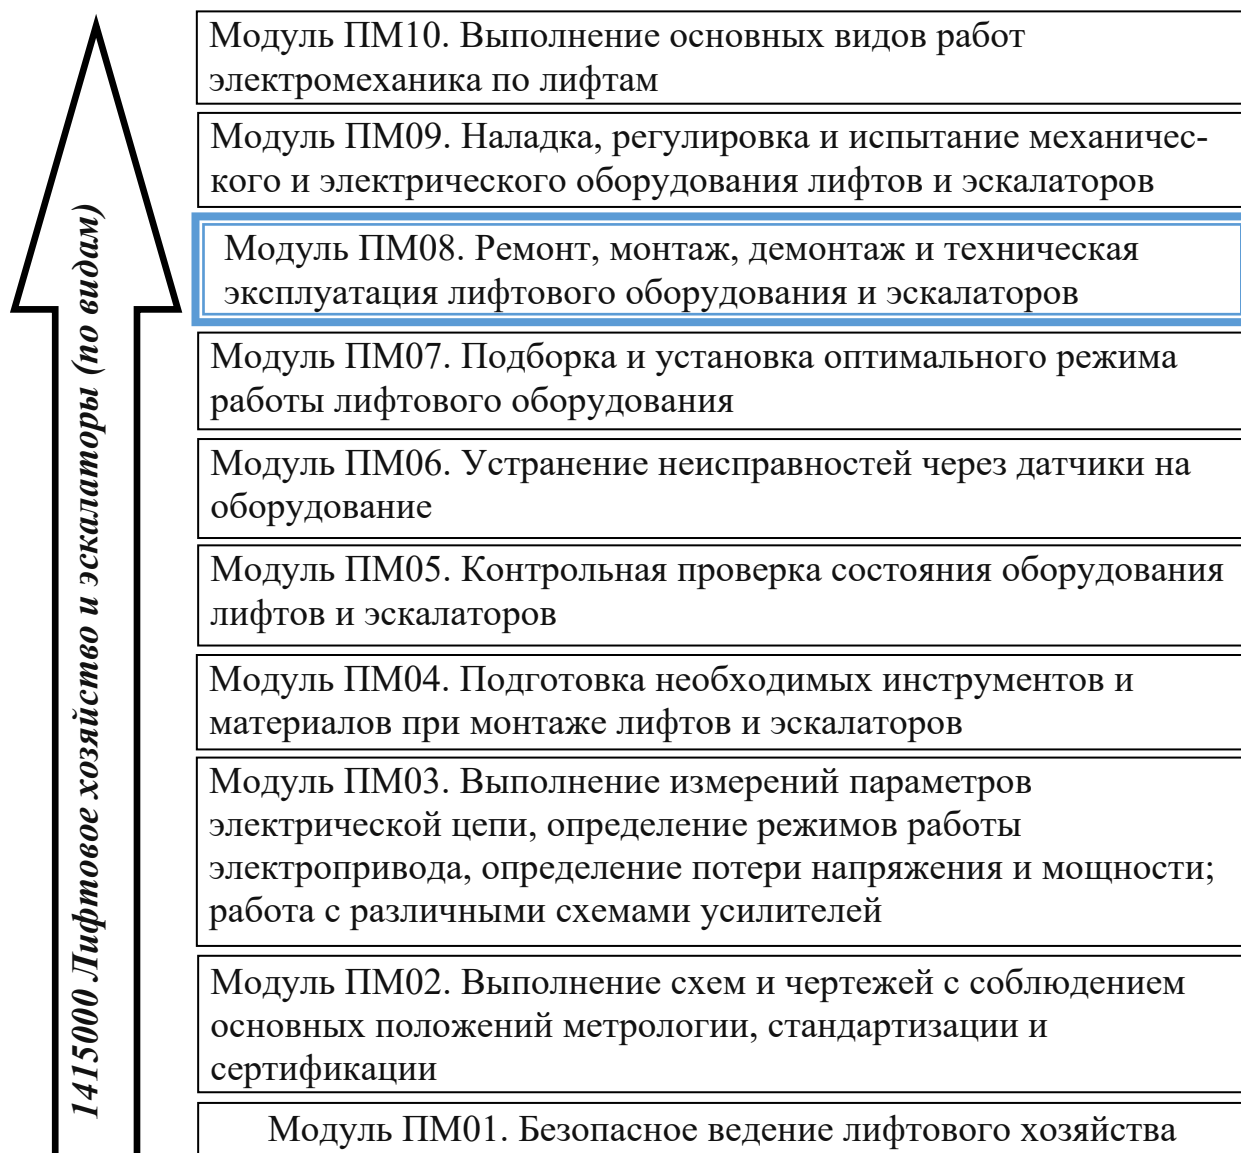 Модуль ПМ10. Выполнение основных видов работ
электромеханика по лифтам
Модуль ПМ09. Наладка, регулировка и испытание механичес-
кого и электрического оборудования лифтов и эскалаторов
Модуль ПМ08. Ремонт, монтаж, демонтаж и техническая
эксплуатация лифтового оборудования и эскалаторов
Модуль ПМ07. Подборка и установка оптимального режима
работы лифтового оборудования
Модуль ПМ06. Устранение неисправностей через датчики на
оборудование
Модуль ПМ05. Контрольная проверка состояния оборудования
лифтов и эскалаторов
Модуль ПМ04. Подготовка необходимых инструментов и
материалов при монтаже лифтов и эскалаторов
Модуль ПМ03. Выполнение измерений параметров
электрической цепи, определение режимов работы
электропривода, определение потери напряжения и мощности;
работа с различными схемами усилителей
Модуль ПМ02. Выполнение схем и чертежей с соблюдением
основных положений метрологии, стандартизации и
сертификации
Модуль ПМ01. Безопасное ведение лифтового хозяйства
1415000 Лифтовое хозяйство и эскалаторы (по видам)